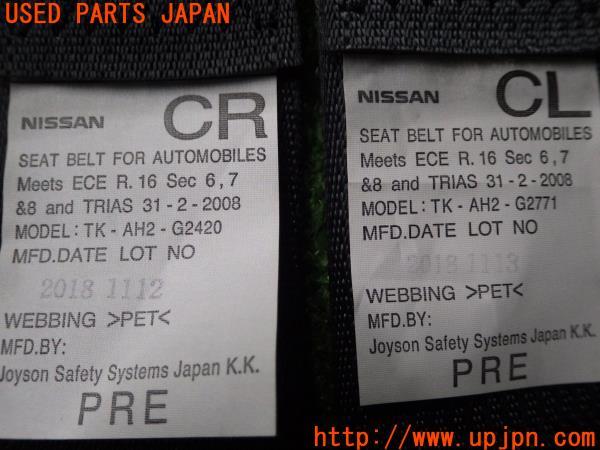 USED PARTS JAPAN
NISSAN CR
SEAT BELT FOR AUTOMOBILES
Meets ECE R. 16 Sec 6,7
&8 and TRIAS 31-2-2008
MODEL: TK - AH2 - G2420
MFD.DATE LOT NO
2018 1112
WEBBING >PET<
MFD.BY:
Joyson Safety Systems Japan K.K.
PRE
NISSAN CL
SEAT BELT FOR AUTOMOBILES
Meets ECE R. 16 Sec 6,7
&8 and TRIAS 31-2-2008
MODEL: TK - AH2 - G2771
MFD.DATE LOT NO
2018 1113
WEBBING >PET<
MFD.BY:
Joyson Safety Systems Japan K.K.
PRE
http://www.upjpn.com/